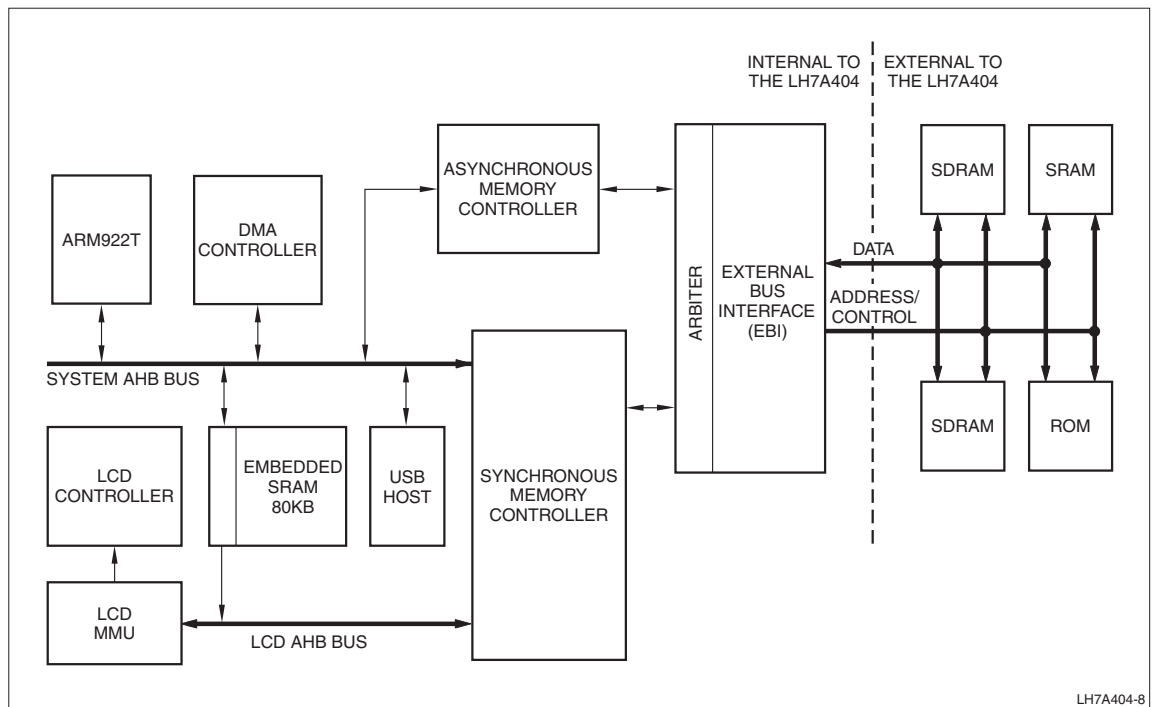 INTERNAL TO
THE LH7A404
EXTERNAL TO
THE LH7A404
ASYNCHRONOUS
MEMORY
CONTROLLER
SDRAM
SRAM
ARM922T
DMA
CONTROLLER
DATA
ARBITER
EXTERNAL
BUS
INTERFACE
(EBI)
ADDRESS/
CONTROL
SYSTEM AHB BUS
SDRAM
ROM
LCD
CONTROLLER
EMBEDDED
SRAM
80KB
USB
HOST
SYNCHRONOUS
MEMORY
CONTROLLER
LCD
MMU
LCD AHB BUS
LH7A404-8